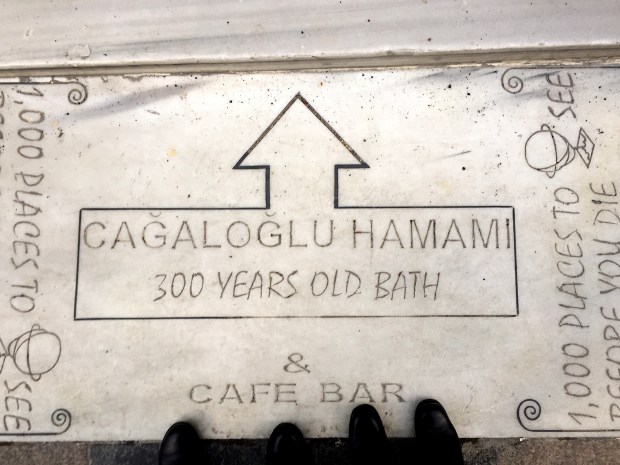 CAĞALOĞLU HAMAMI
300 YEARS OLD BATH
&
CAFE BAR
1,000 PLACES TO SEE
1,000 PLACES TO SEE
BEFORE YOU DIE